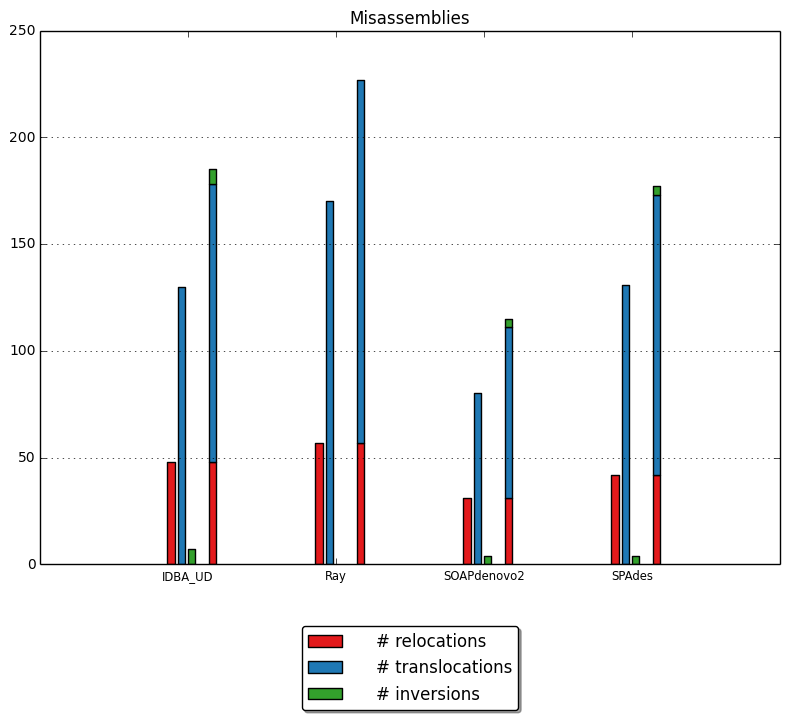 Misassemblies
250
200
150
100
50
0
IDBA_UD Ray SOAPdenovo2 SPAdes
# relocations
# translocations
# inversions